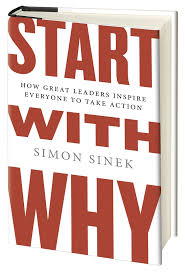 START
HOW GREAT LEADERS INSPIRE
EVERYONE TO TAKE ACTION
WITH
SIMON SINEK
WHY